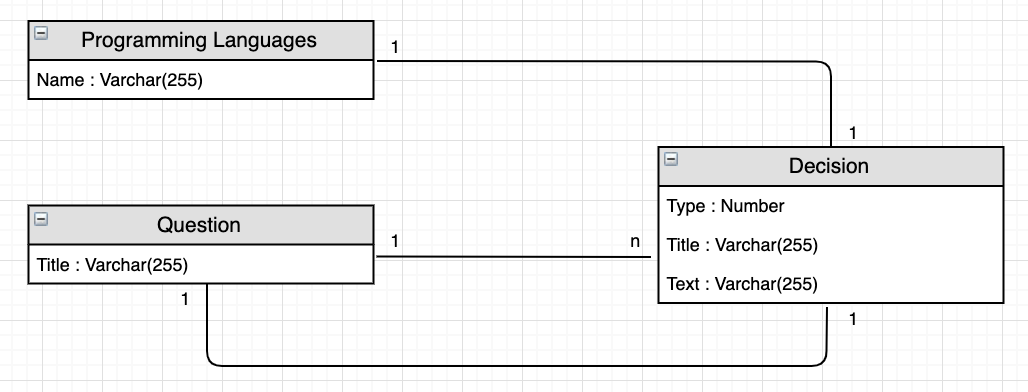 Programming Languages
Name : Varchar(255)
1
1
Decision
Type : Number
Title : Varchar(255)
Text : Varchar(255)
Question
Title : Varchar(255)
1
n
1
1